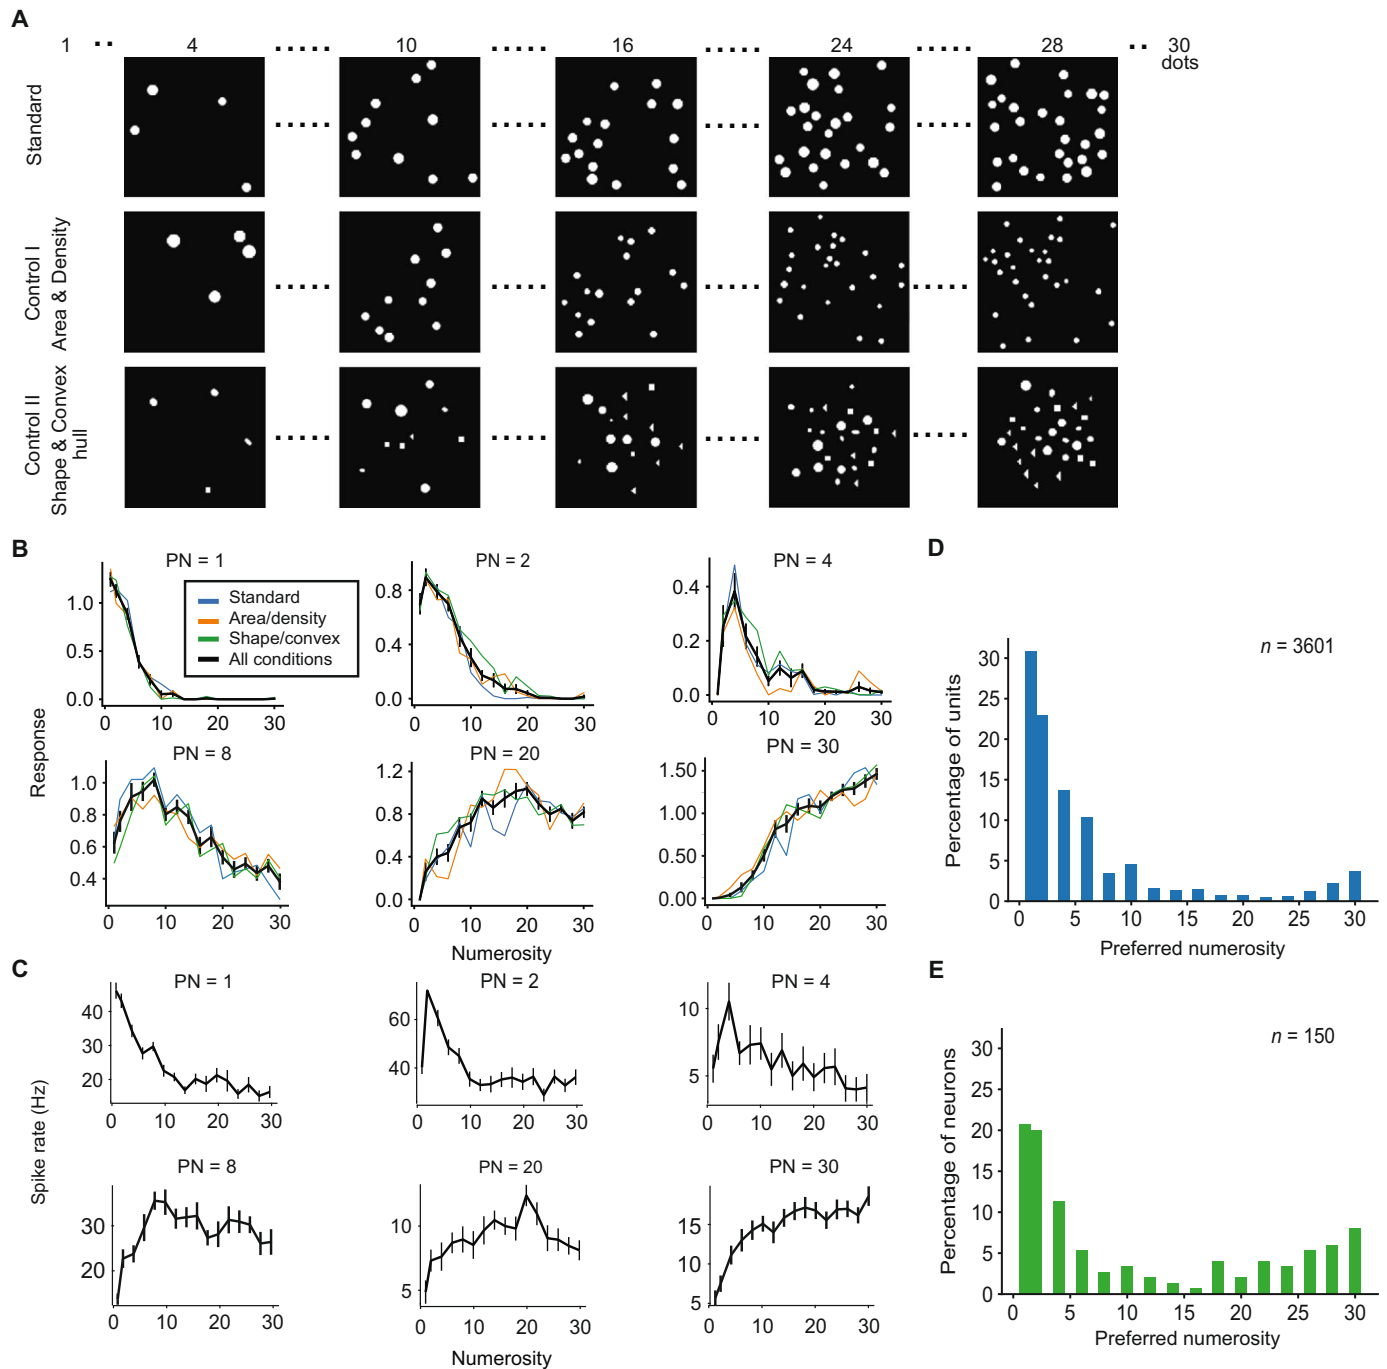 A
1 4 10 16 24 28 30
dots
Standard
Control I
Area & Density
Control II
Shape & Convex
hull
B
PN = 1
1.0
0.5
0.0
0 10 20 30
Standard
Area/density
Shape/convex
All conditions
PN = 2
0.8
0.4
0.0
0 10 20 30
PN = 4
0.4
0.2
0.0
0 10 20 30
Response
PN = 8
1.0
0.8
0.6
0.4
0 10 20 30
PN = 20
1.2
0.8
0.4
0.0
0 10 20 30
PN = 30
1.50
1.00
0.50
0.00
0 10 20 30
Numerosity
C
PN = 1
40
30
20
0 10 20 30
PN = 2
60
40
0 10 20 30
PN = 4
10
5
0 10 20 30
Spike rate (Hz)
PN = 8
30
20
0 10 20 30
PN = 20
10
5
0 10 20 30
PN = 30
15
10
5
0 10 20 30
Numerosity
D
n = 3601
Percentage of units
30
25
20
15
10
5
0
0 5 10 15 20 25 30
Preferred numerosity
E
n = 150
Percentage of neurons
30
25
20
15
10
5
0
0 5 10 15 20 25 30
Preferred numerosity